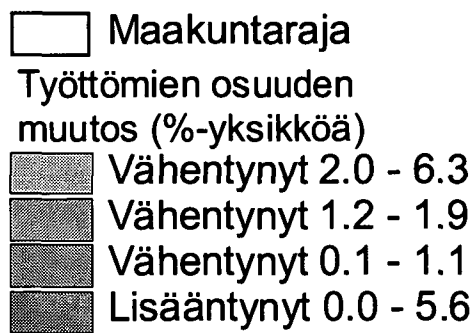 Maakuntaraja
Työttömien osuuden
muutos (%-yksikköä)
Vähentynyt 2.0 - 6.3
Vähentynyt 1.2 - 1.9
Vähentynyt 0.1 - 1.1
Lisääntynyt 0.0 - 5.6